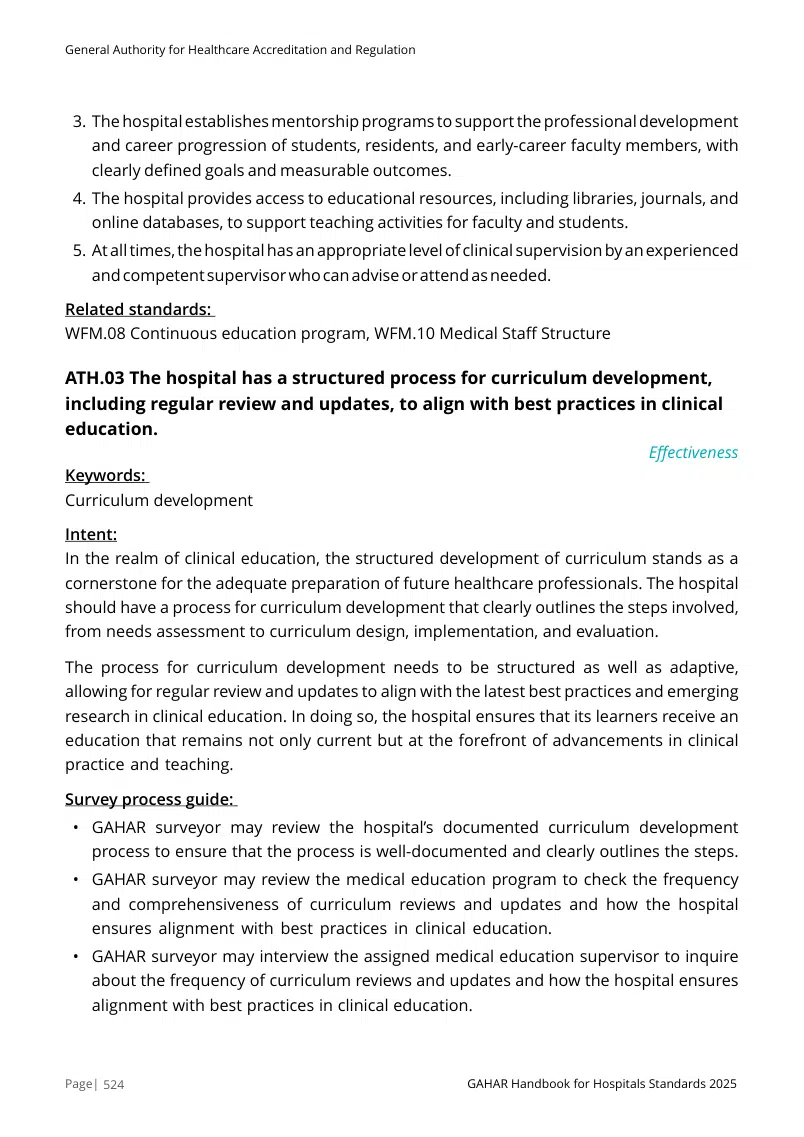 General Authority for Healthcare Accreditation and Regulation
3. The hospital establishes mentorship programs to support the professional development
and career progression of students, residents, and early-career faculty members, with
clearly defined goals and measurable outcomes.
4. The hospital provides access to educational resources, including libraries, journals, and
online databases, to support teaching activities for faculty and students.
5. At all times, the hospital has an appropriate level of clinical supervision by an experienced
and competent supervisor who can advise or attend as needed.
Related standards:
WFM.08 Continuous education program, WFM.10 Medical Staff Structure
ATH.03 The hospital has a structured process for curriculum development,
including regular review and updates, to align with best practices in clinical
education.
Effectiveness
Keywords:
Curriculum development
Intent:
In the realm of clinical education, the structured development of curriculum stands as a
cornerstone for the adequate preparation of future healthcare professionals. The hospital
should have a process for curriculum development that clearly outlines the steps involved,
from needs assessment to curriculum design, implementation, and evaluation.
The process for curriculum development needs to be structured as well as adaptive,
allowing for regular review and updates to align with the latest best practices and emerging
research in clinical education. In doing so, the hospital ensures that its learners receive an
education that remains not only current but at the forefront of advancements in clinical
practice and teaching.
Survey process guide:
• GAHAR surveyor may review the hospital’s documented curriculum development
process to ensure that the process is well-documented and clearly outlines the steps.
• GAHAR surveyor may review the medical education program to check the frequency
and comprehensiveness of curriculum reviews and updates and how the hospital
ensures alignment with best practices in clinical education.
• GAHAR surveyor may interview the assigned medical education supervisor to inquire
about the frequency of curriculum reviews and updates and how the hospital ensures
alignment with best practices in clinical education.
Page| 524
GAHAR Handbook for Hospitals Standards 2025